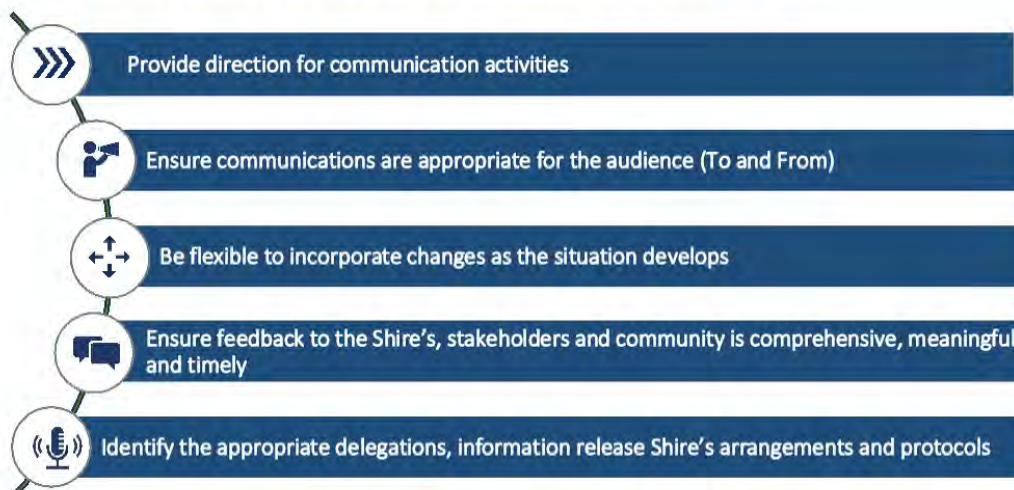 Provide direction for communication activities
Ensure communications are appropriate for the audience (To and From)
Be flexible to incorporate changes as the situation develops
Ensure feedback to the Shire's, stakeholders and community is comprehensive, meaningful
and timely
Identify the appropriate delegations, information release Shire's arrangements and protocols